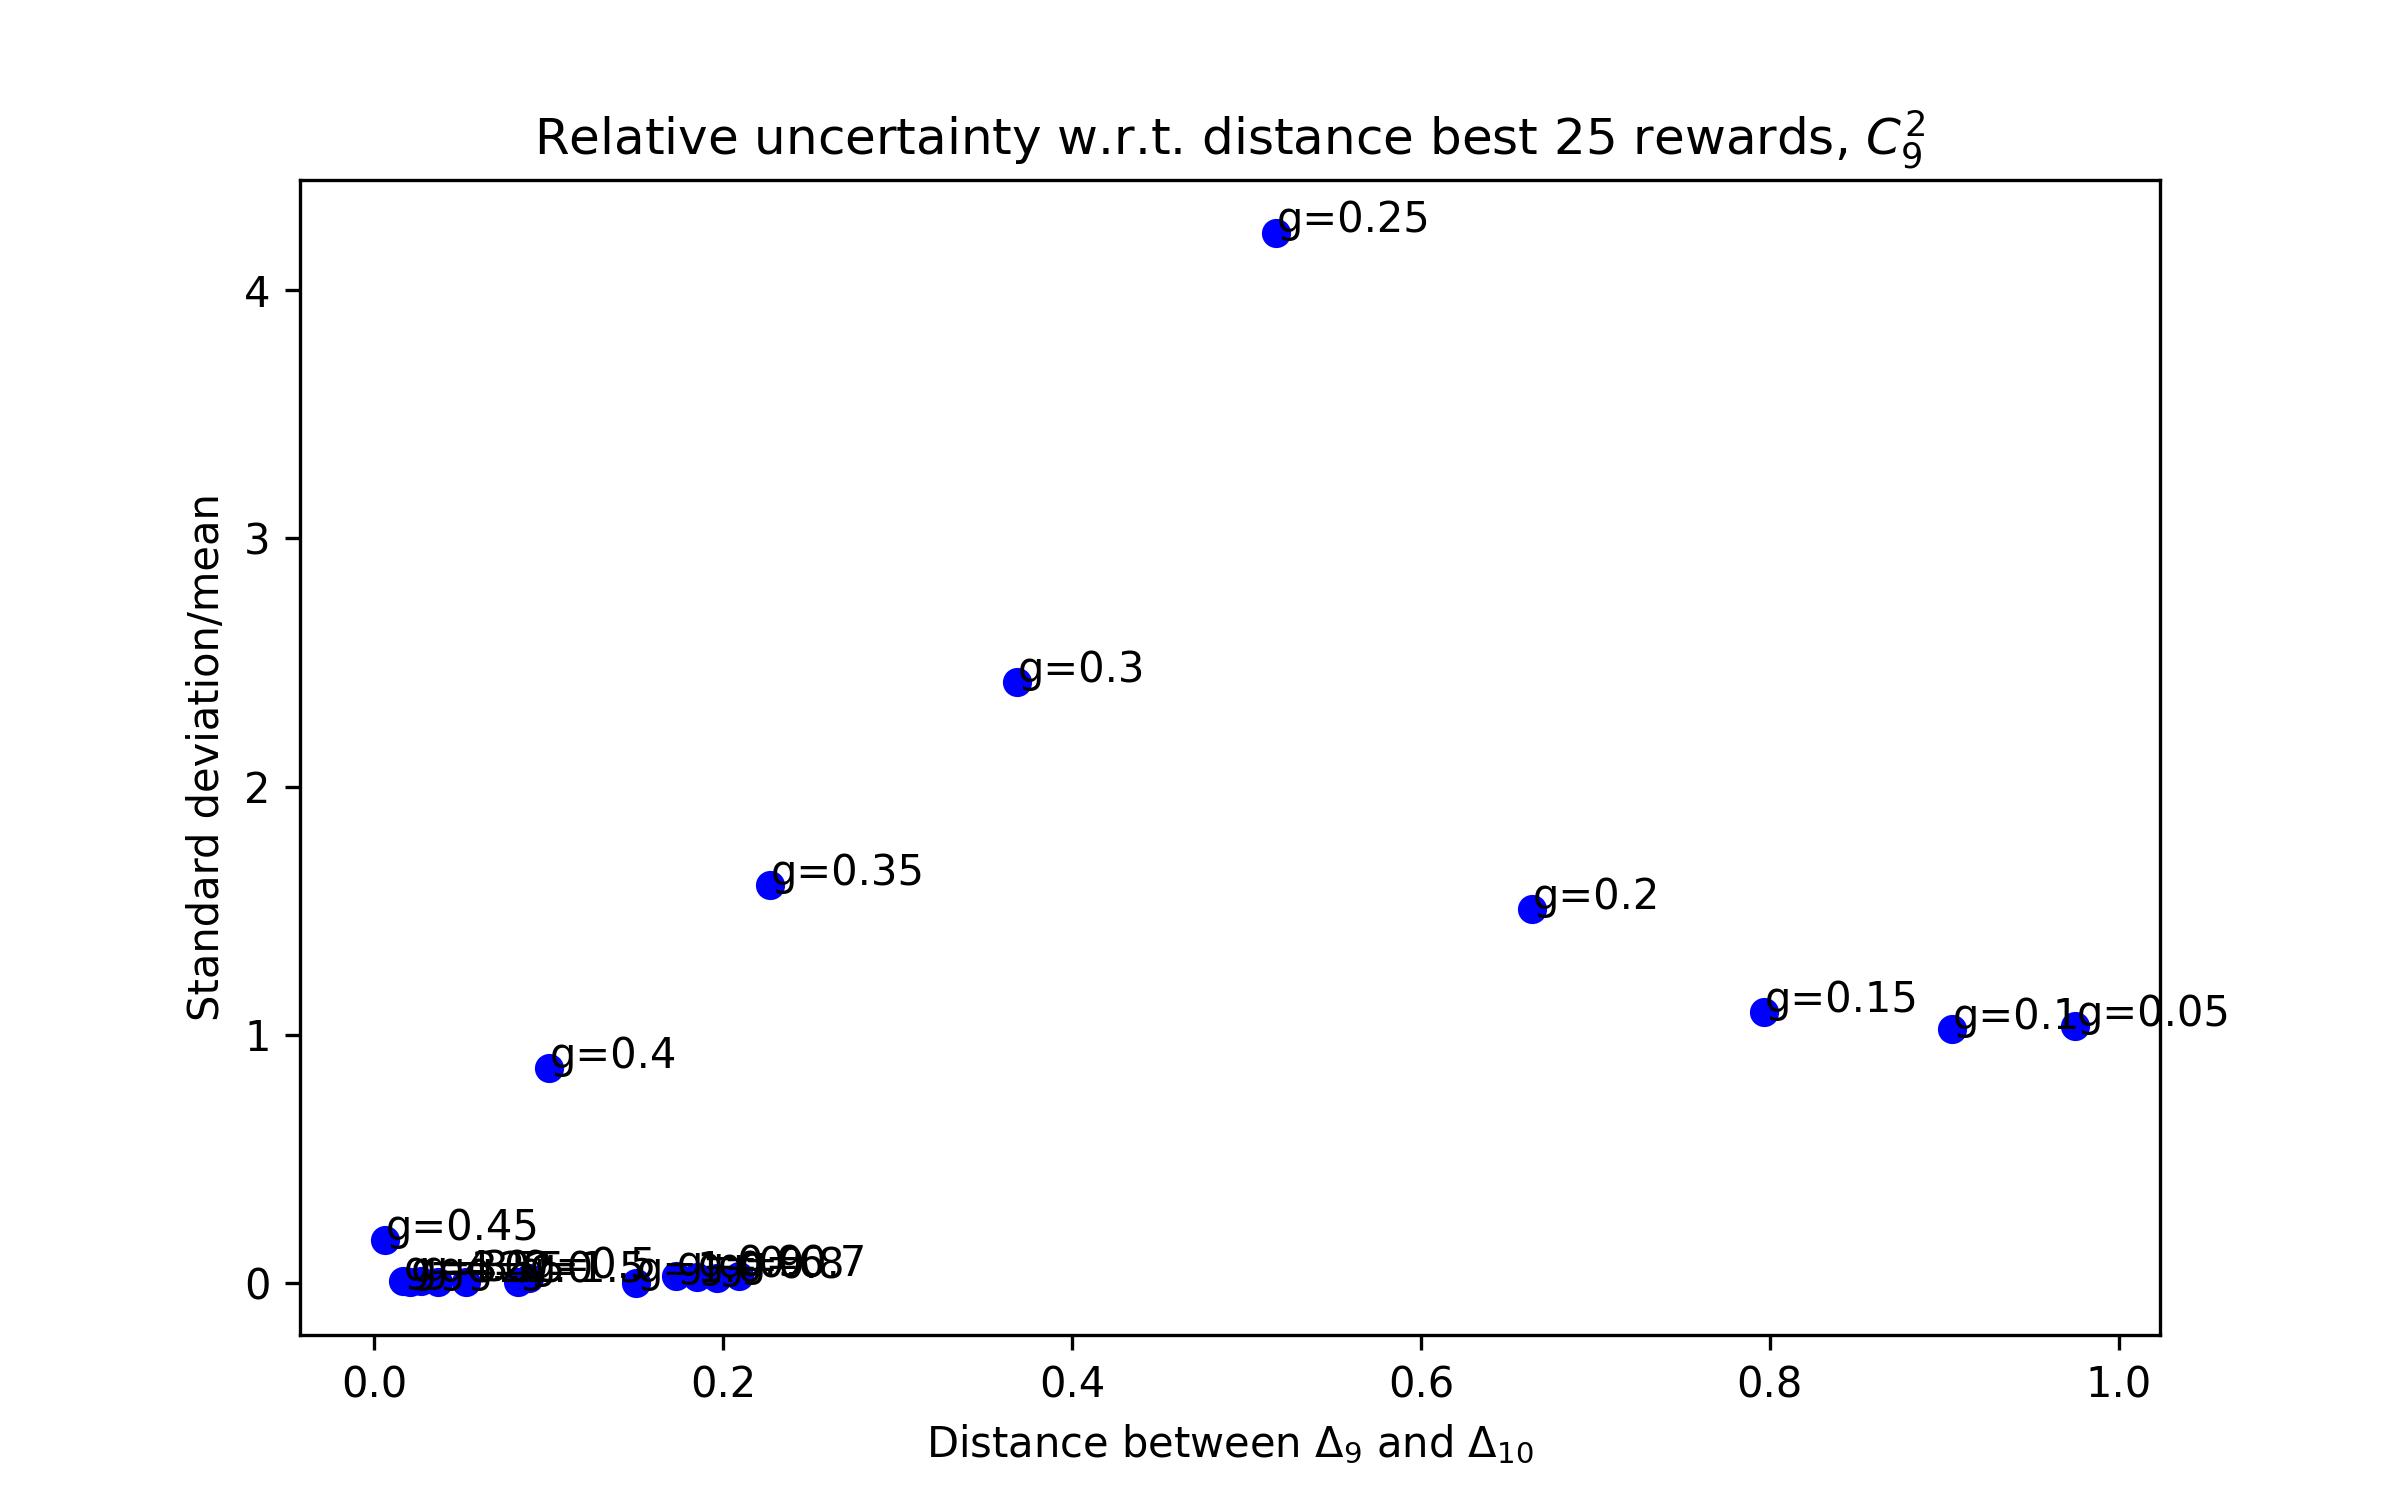 Relative uncertainty w.r.t. distance best 25 rewards, $C_9^2$
g=0.25
4
3
g=0.3
Standard deviation/mean
2
g=0.35
g=0.2
g=0.15
g=0.1
g=0.05
1
g=0.4
g=0.45
0
0.0 0.2 0.4 0.6 0.8 1.0
Distance between Δ₉ and Δ₁₀